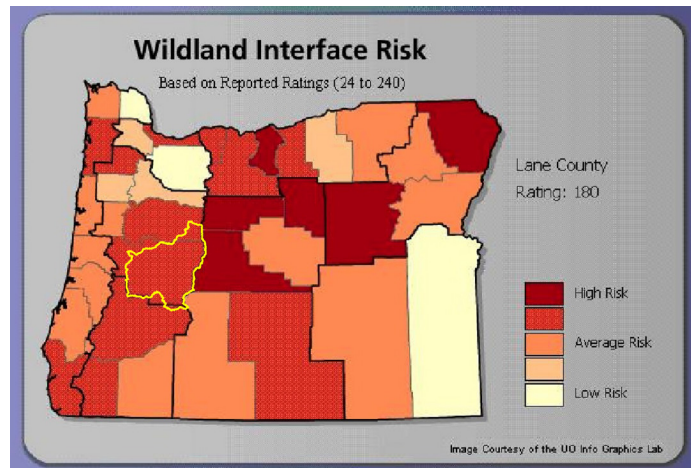 Wildland Interface Risk
Based on Reported Ratings (24 to 240)
Lane County
Rating: 180
High Risk
Average Risk
Low Risk
Image Courtesy of the UO Info Graphics Lab